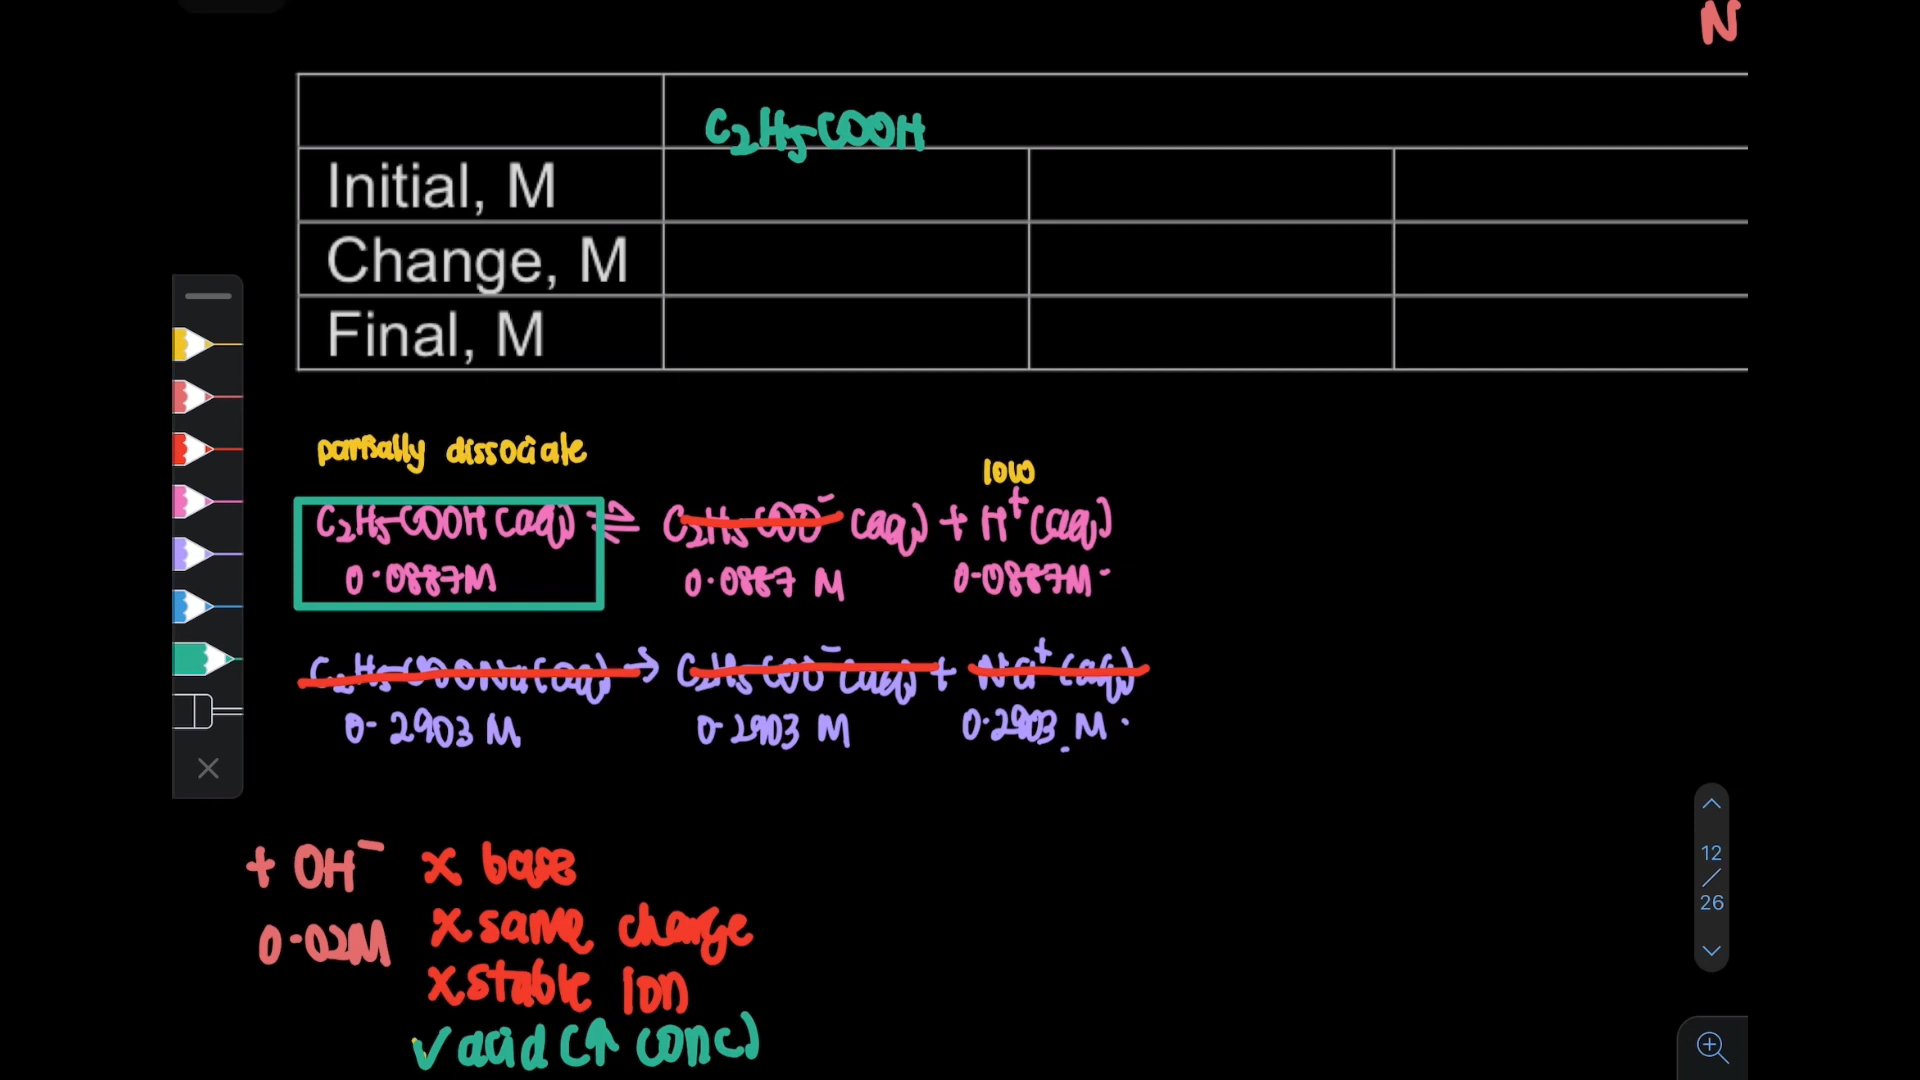 N
C₂H₅COOH
Initial, M
Change, M
Final, M
partially dissociate
low
C₂H₅COOH(aq) ⇌ C₂H₅COO⁻(aq) + H⁺(aq)
0.0887M 0.0887 M 0.0887M
C₂H₅COONa(aq) → C₂H₅COO⁻(aq) + Na⁺(aq)
0.2903 M 0.2903 M 0.2903 M
+ OH⁻ x base
0.02M x same charge
x stable ion
✓ acid (↑ conc)
12
/
26